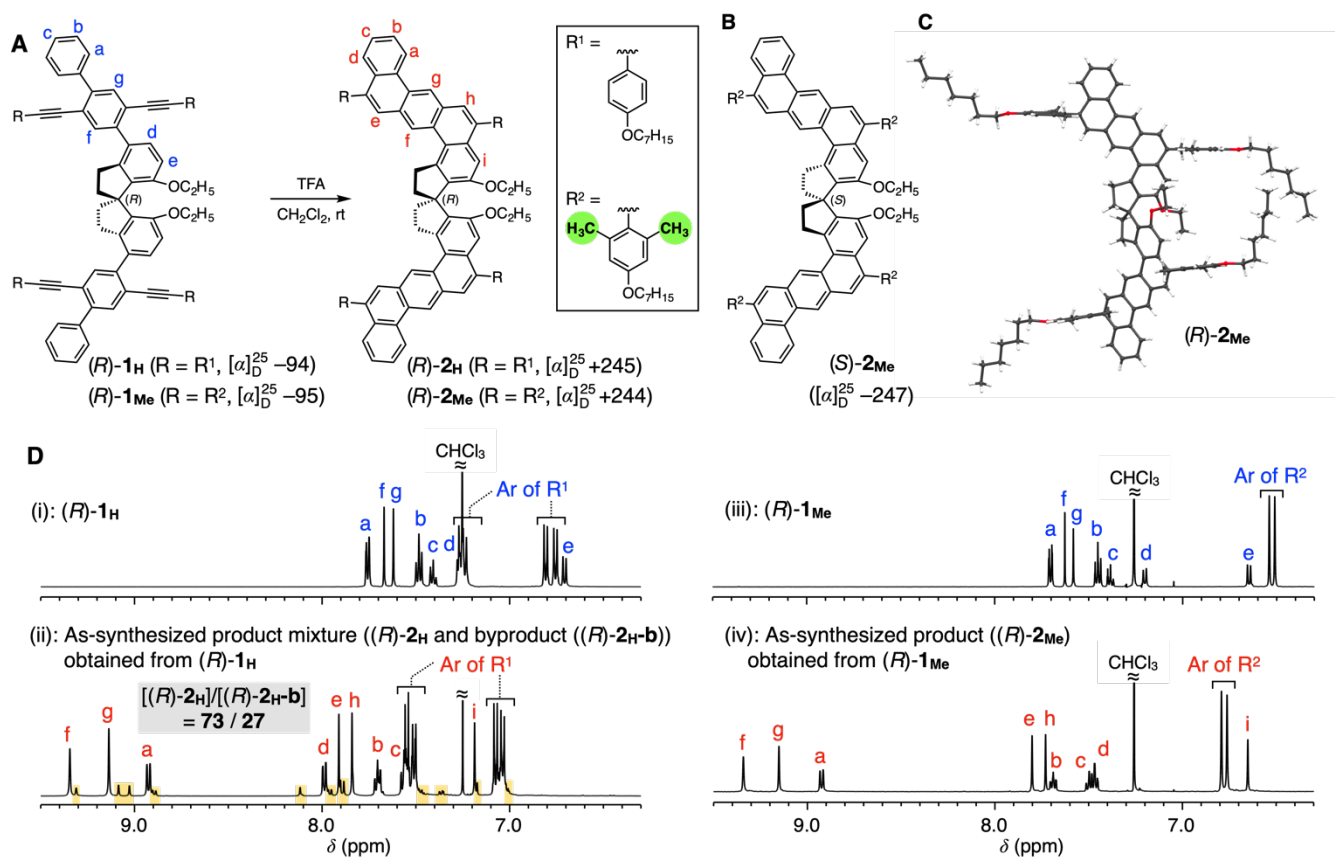 A
c b
a
g
R R
f d
e
OC₂H₅
(R)
OC₂H₅
R R
TFA
CH₂Cl₂, rt
c b
d a
g
R h
e R
f i
OC₂H₅
(R)
OC₂H₅
R R
R¹ =
OC₇H₁₅
R² =
H₃C CH₃
OC₇H₁₅
(R)-1H (R = R¹, [α]D²⁵ –94)
(R)-1Me (R = R², [α]D²⁵ –95)
(R)-2H (R = R¹, [α]D²⁵ +245)
(R)-2Me (R = R², [α]D²⁵ +244)
B
R² R²
OC₂H₅
(S)
OC₂H₅
R² R²
(S)-2Me
([α]D²⁵ –247)
C
(R)-2Me
D
(i): (R)-1H
a f g b c d e
CHCl₃
≈
Ar of R¹
(ii): As-synthesized product mixture ((R)-2H and byproduct ((R)-2H-b))
obtained from (R)-1H
[(R)-2H]/[(R)-2H-b]
= 73 / 27
f g a d e h b c i
≈
Ar of R¹
9.0 8.0 7.0
δ (ppm)
(iii): (R)-1Me
a f g b c d e
CHCl₃
≈
Ar of R²
(iv): As-synthesized product ((R)-2Me)
obtained from (R)-1Me
f g a e h b c d i
CHCl₃
≈
Ar of R²
9.0 8.0 7.0
δ (ppm)